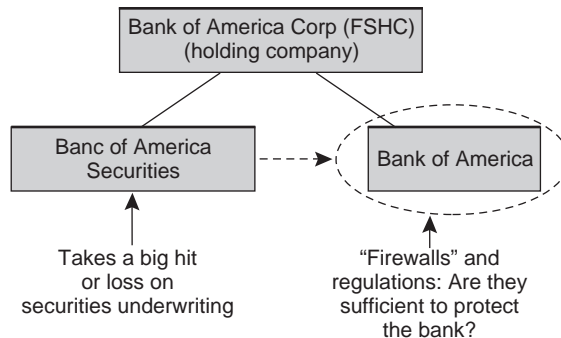 Bank of America Corp (FSHC)
(holding company)
Banc of America
Securities
Bank of America
Takes a big hit
or loss on
securities underwriting
“Firewalls” and
regulations: Are they
sufficient to protect
the bank?